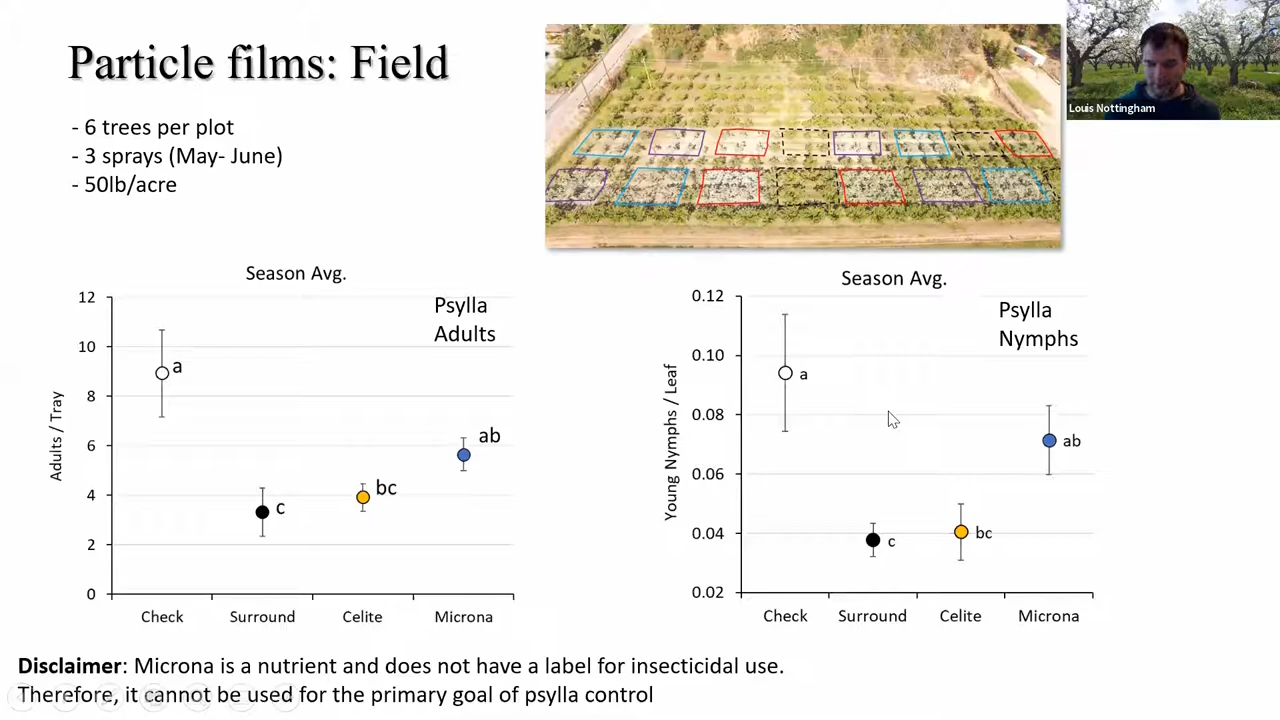 Particle films: Field
- 6 trees per plot
- 3 sprays (May- June)
- 50lb/acre
Louis Nottingham
Season Avg.
Psylla
Adults
Adults / Tray
12
10
8
6
4
2
0
a
c
bc
ab
Check
Surround
Celite
Microna
Season Avg.
Psylla
Nymphs
Young Nymphs / Leaf
0.12
0.10
0.08
0.06
0.04
0.02
a
c
bc
ab
Check
Surround
Celite
Microna
Disclaimer: Microna is a nutrient and does not have a label for insecticidal use.
Therefore, it cannot be used for the primary goal of psylla control